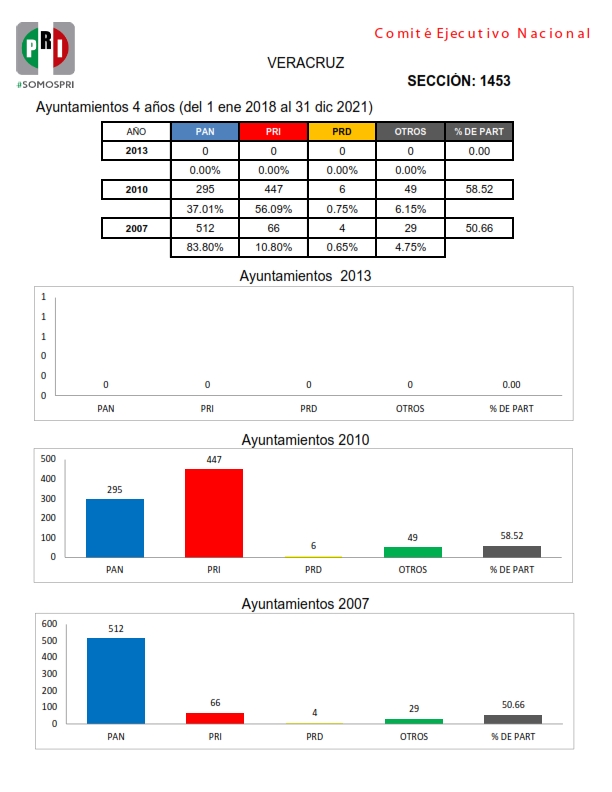 Comité Ejecutivo Nacional
PRI
#SOMOSPRI
VERACRUZ
SECCIÓN: 1453
Ayuntamientos 4 años (del 1 ene 2018 al 31 dic 2021)
AÑO PAN PRI PRD OTROS % DE PART
2013 0 0 0 0 0.00
0.00% 0.00% 0.00% 0.00%
2010 295 447 6 49 58.52
37.01% 56.09% 0.75% 6.15%
2007 512 66 4 29 50.66
83.80% 10.80% 0.65% 4.75%
Ayuntamientos 2013
1
1
1
0
0
0
0 0 0 0 0.00
PAN PRI PRD OTROS % DE PART
Ayuntamientos 2010
500
400
300
200
100
0
295 447 6 49 58.52
PAN PRI PRD OTROS % DE PART
Ayuntamientos 2007
600
500
400
300
200
100
0
512 66 4 29 50.66
PAN PRI PRD OTROS % DE PART